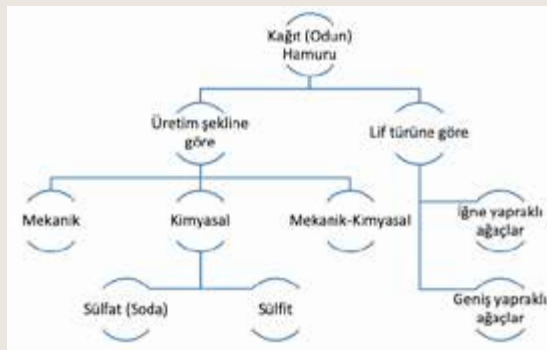 Kağıt (Odun)
Hamuru
Üretim şekline
göre
Lif türüne göre
Mekanik
Kimyasal
Mekanik-Kimyasal
İğne yapraklı
ağaçlar
Sülfat (Soda)
Sülfit
Geniş yapraklı
ağaçlar